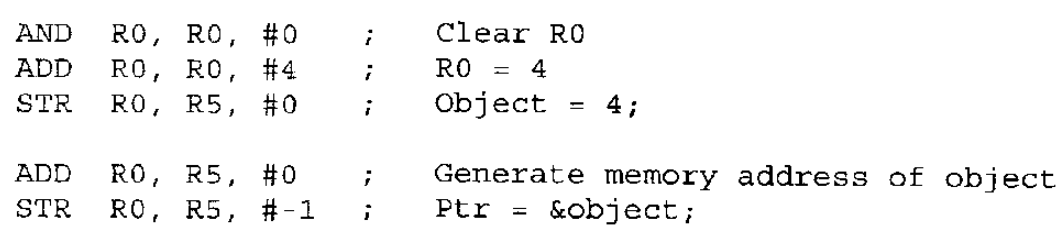 AND R0, R0, #0 ; Clear R0
ADD R0, R0, #4 ; R0 = 4
STR R0, R5, #0 ; Object = 4;
ADD R0, R5, #0 ; Generate memory address of object
STR R0, R5, #-1 ; Ptr = &object;